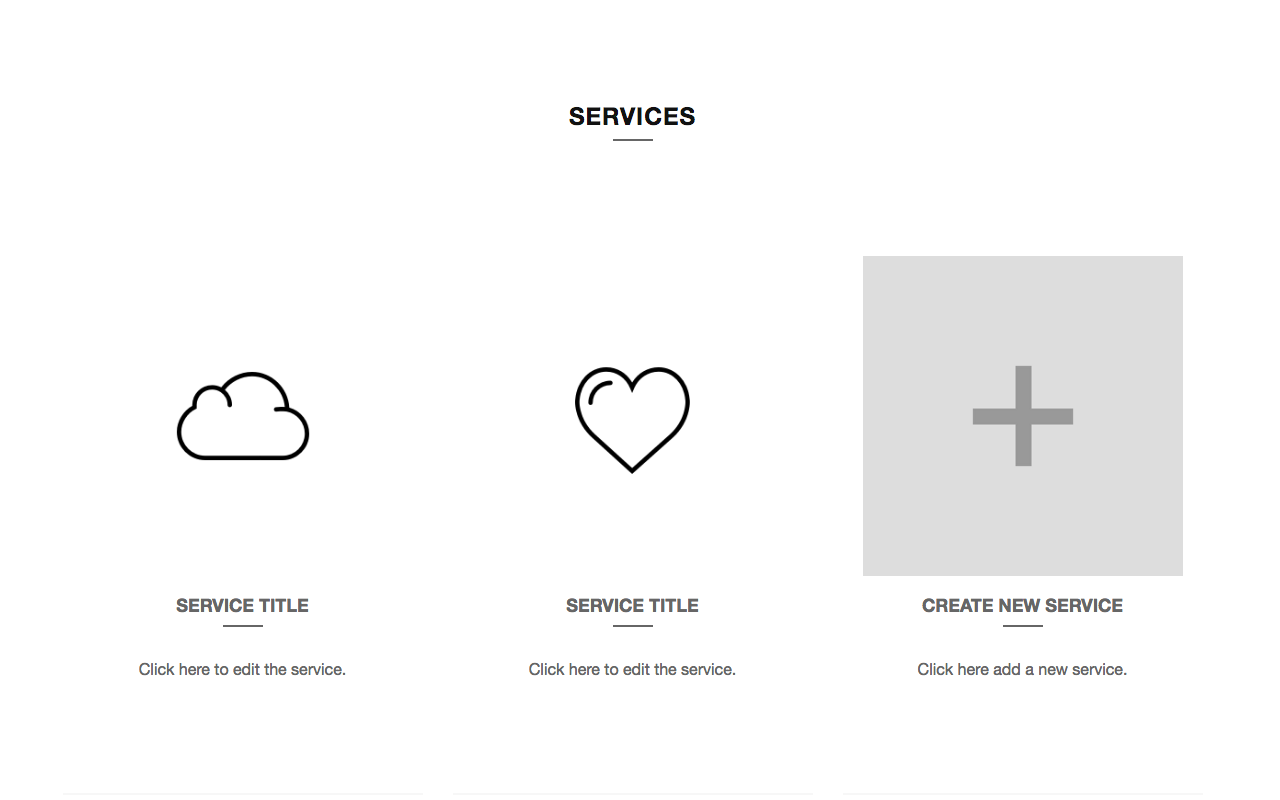 SERVICES
SERVICE TITLE
Click here to edit the service.
SERVICE TITLE
Click here to edit the service.
CREATE NEW SERVICE
Click here add a new service.